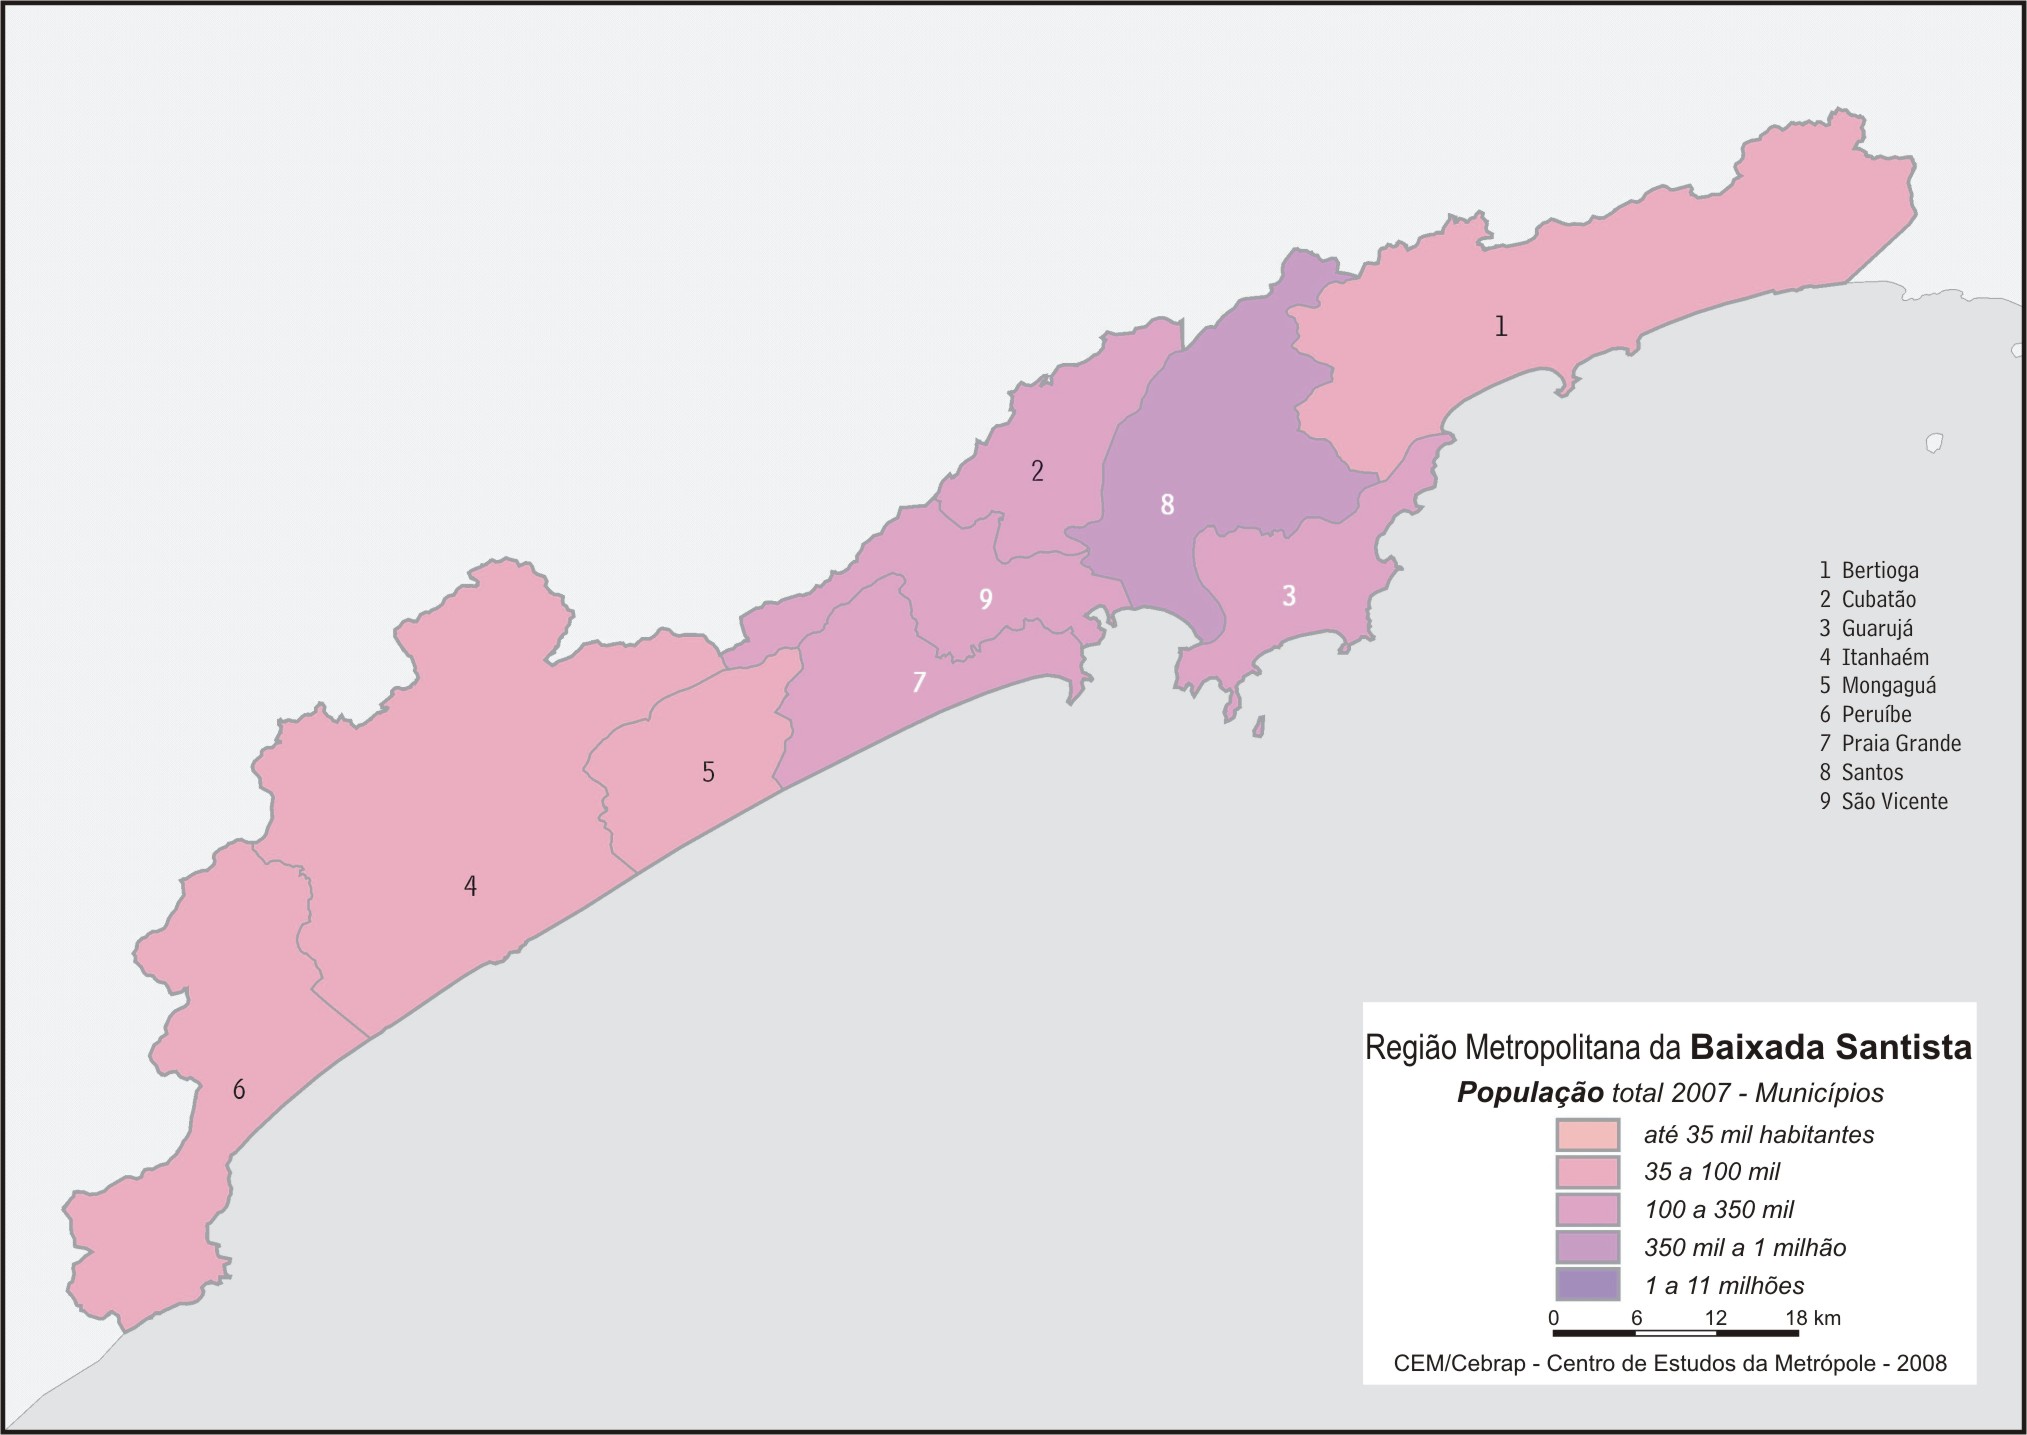 1
2
8
3
9
7
5
4
6
1 Bertioga
2 Cubatão
3 Guarujá
4 Itanhaém
5 Mongaguá
6 Peruíbe
7 Praia Grande
8 Santos
9 São Vicente
Região Metropolitana da Baixada Santista
População total 2007 - Municípios
até 35 mil habitantes
35 a 100 mil
100 a 350 mil
350 mil a 1 milhão
1 a 11 milhões
0 6 12 18 km
CEM/Cebrap - Centro de Estudos da Metrópole - 2008